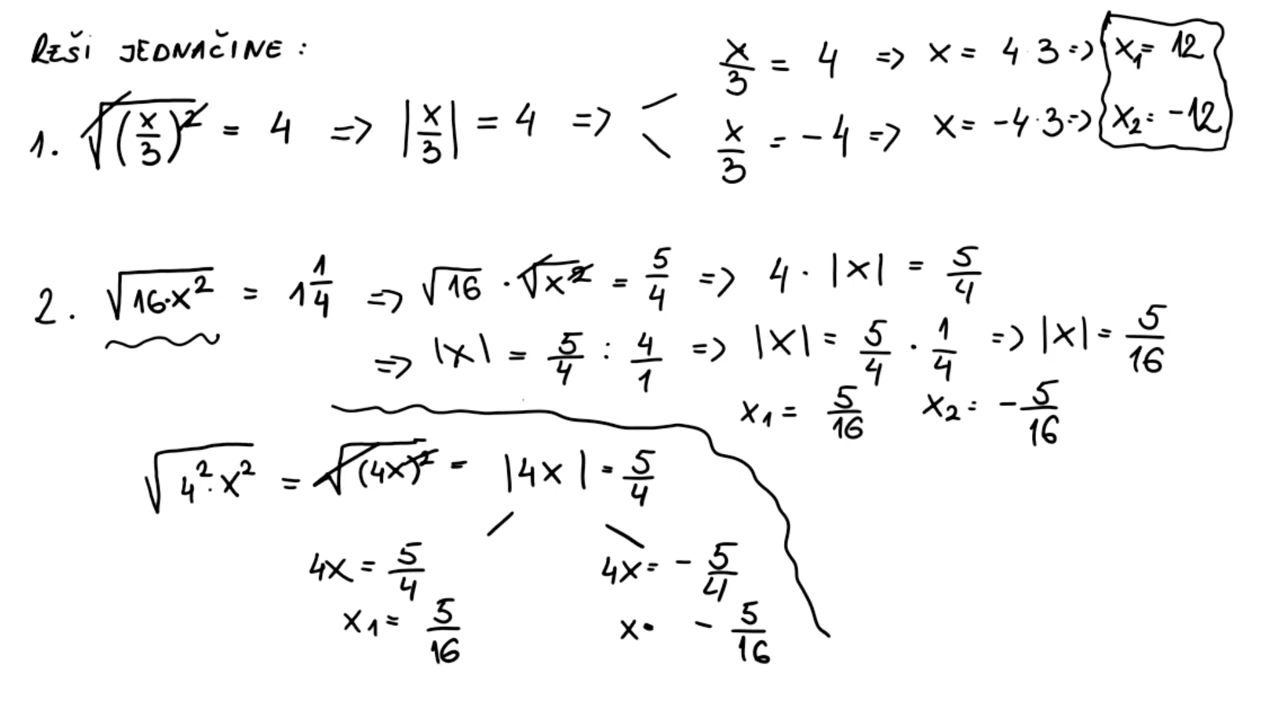 REŠI JEDNAČINE :
1. √(x/3)² = 4 => |x/3| = 4 => x/3 = 4 => x = 4·3 => x₁ = 12
x/3 = -4 => x = -4·3 => x₂ = -12
2. √16·x² = 1 1/4 => √16 · √x² = 5/4 => 4 · |x| = 5/4
=> |x| = 5/4 : 4/1 => |x| = 5/4 · 1/4 => |x| = 5/16
x₁ = 5/16 x₂ = -5/16
√4²·x² = √(4x)² = |4x| = 5/4
4x = 5/4 4x = -5/4
x₁ = 5/16 x = -5/16